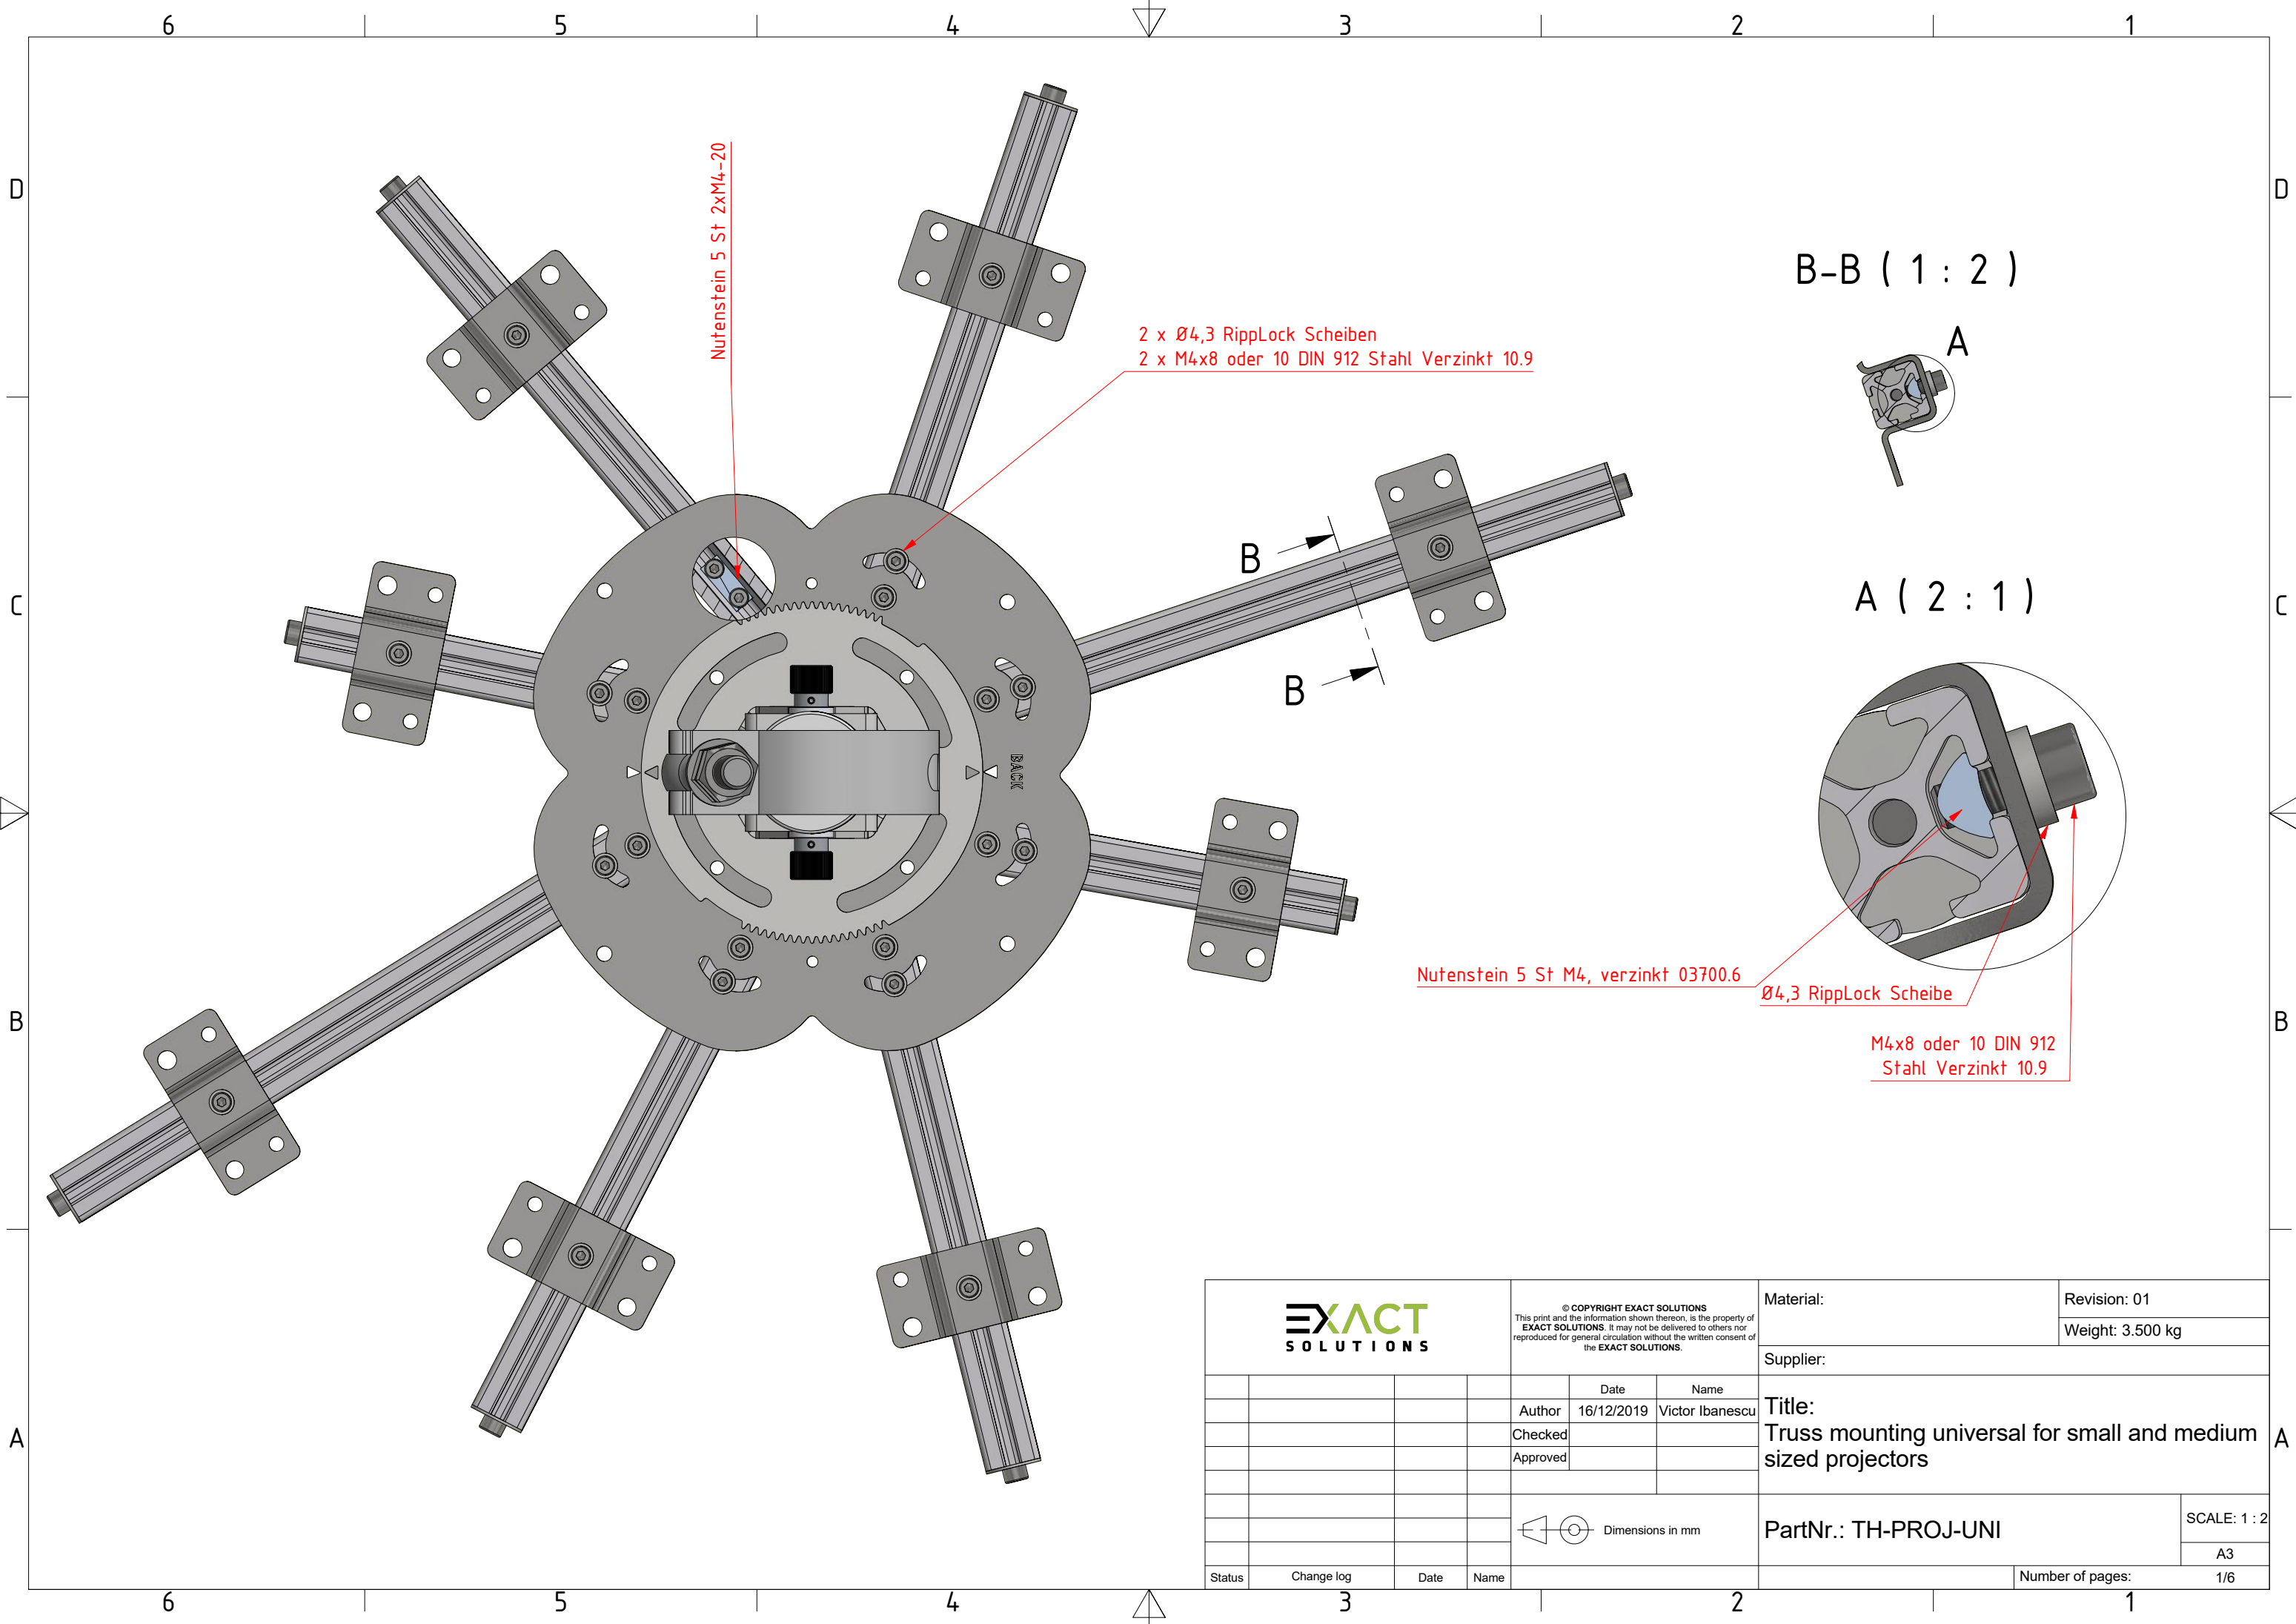 6 5 4 3 2 1
D D
C C
B B
A A
Nutenstein 5 St 2xM4-20
2 x Ø4,3 RippLock Scheiben
2 x M4x8 oder 10 DIN 912 Stahl Verzinkt 10.9
B-B ( 1 : 2 )
A
B
B
A ( 2 : 1 )
BACK
Nutenstein 5 St M4, verzinkt 03700.6
Ø4,3 RippLock Scheibe
M4x8 oder 10 DIN 912
Stahl Verzinkt 10.9
EXACT
SOLUTIONS
© COPYRIGHT EXACT SOLUTIONS
This print and the information shown thereon, is the property of
EXACT SOLUTIONS. It may not be delivered to others nor
reproduced for general circulation without the written consent of
the EXACT SOLUTIONS.
Material:
Revision: 01
Weight: 3.500 kg
Supplier:
Date Name
Author 16/12/2019 Victor Ibanescu
Checked
Approved
Title:
Truss mounting universal for small and medium
sized projectors
Dimensions in mm
PartNr.: TH-PROJ-UNI
SCALE: 1 : 2
A3
Status Change log Date Name
Number of pages: 1/6
6 5 4 3 2 1